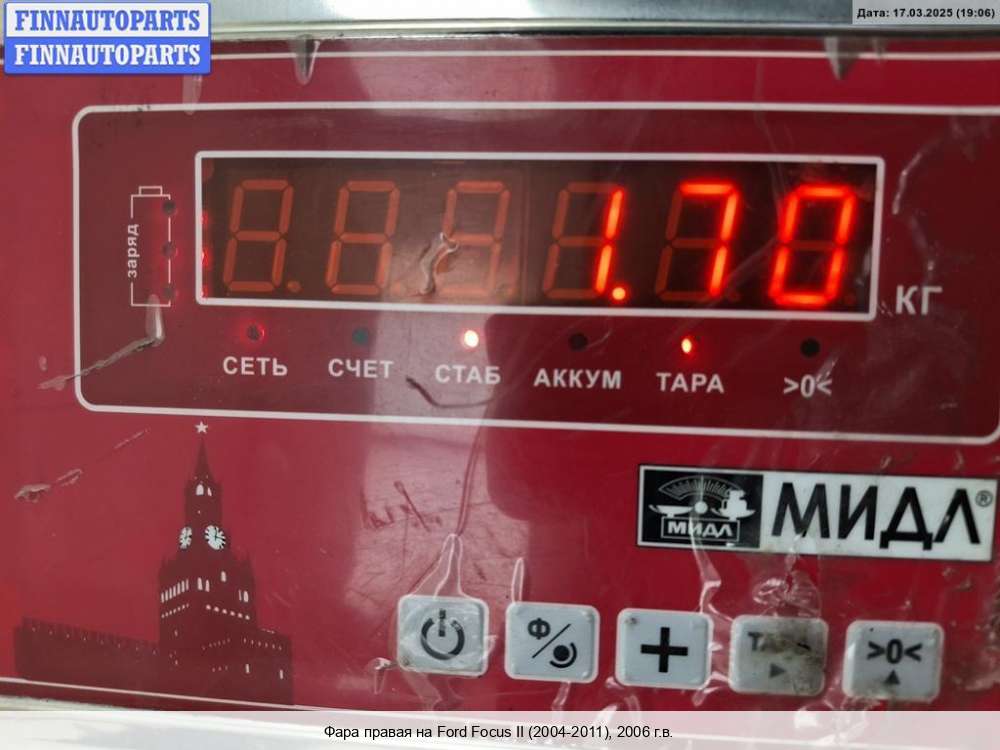 FINNAUTOPARTS
FINNAUTOPARTS
Дата: 17.03.2025 (19:06)
заряд
1.70
КГ
СЕТЬ СЧЕТ СТАБ АККУМ ТАРА >0<
МИДЛ МИДЛ®
Ф + >0<
Фара правая на Ford Focus II (2004-2011), 2006 г.в.